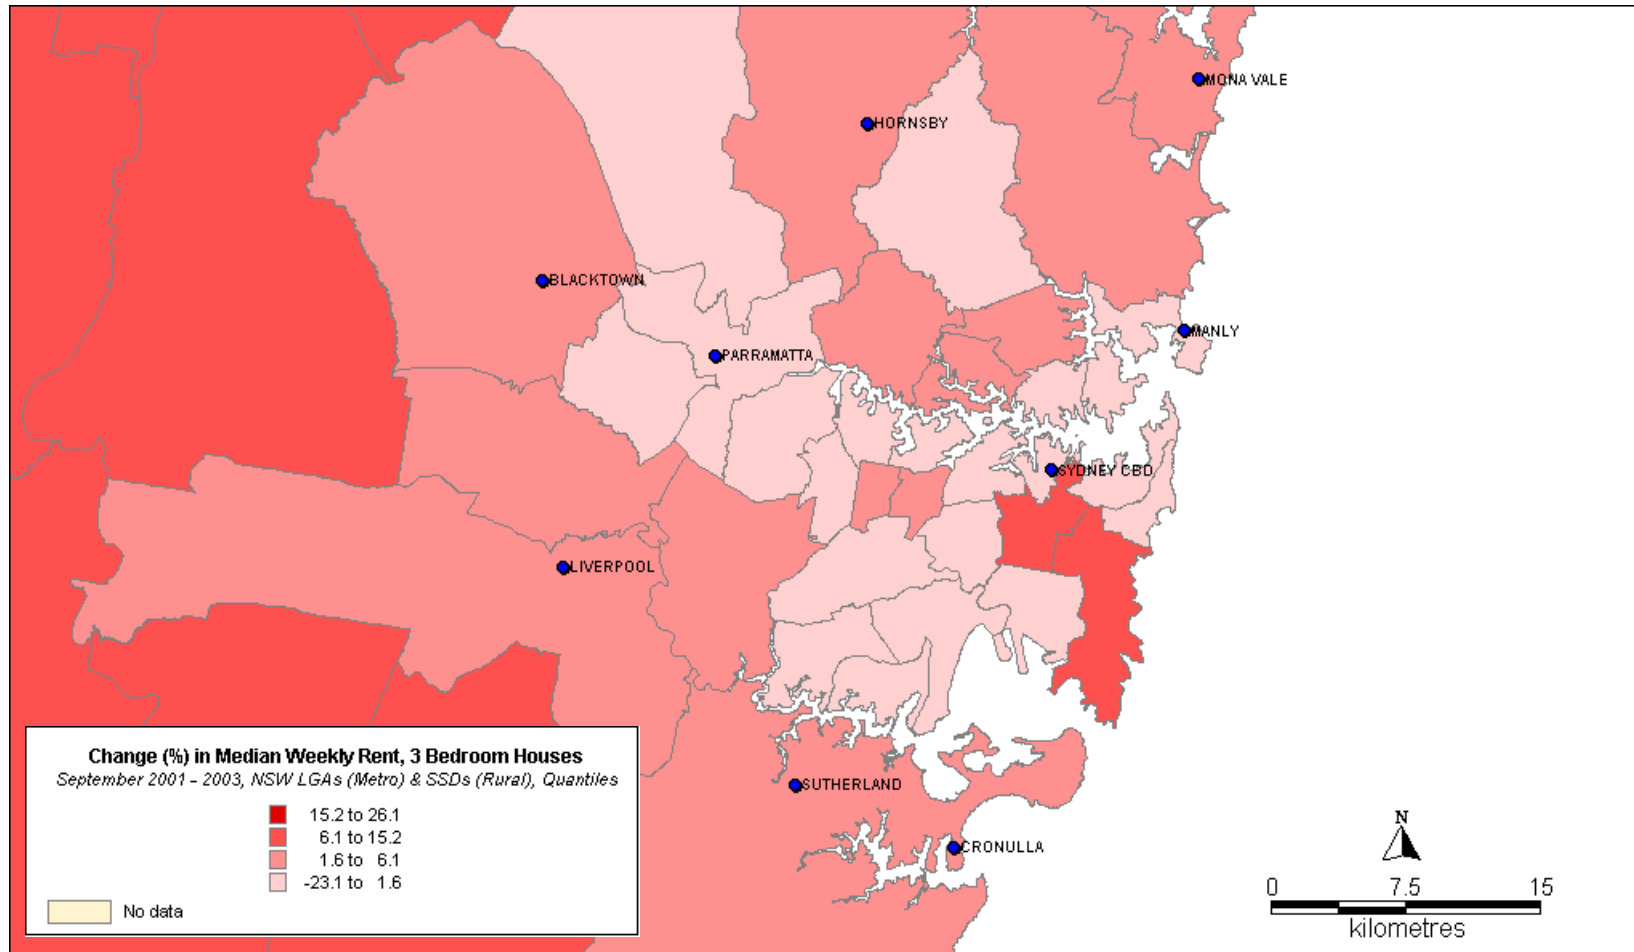 MONA VALE
HORNSBY
BLACKTOWN
MANLY
PARRAMATTA
SYDNEY CBD
LIVERPOOL
SUTHERLAND
CRONULLA
Change (%) in Median Weekly Rent, 3 Bedroom Houses
September 2001 - 2003, NSW LGAs (Metro) & SSDs (Rural), Quantiles
15.2 to 26.1
6.1 to 15.2
1.6 to 6.1
-23.1 to 1.6
No data
N
0 7.5 15
kilometres